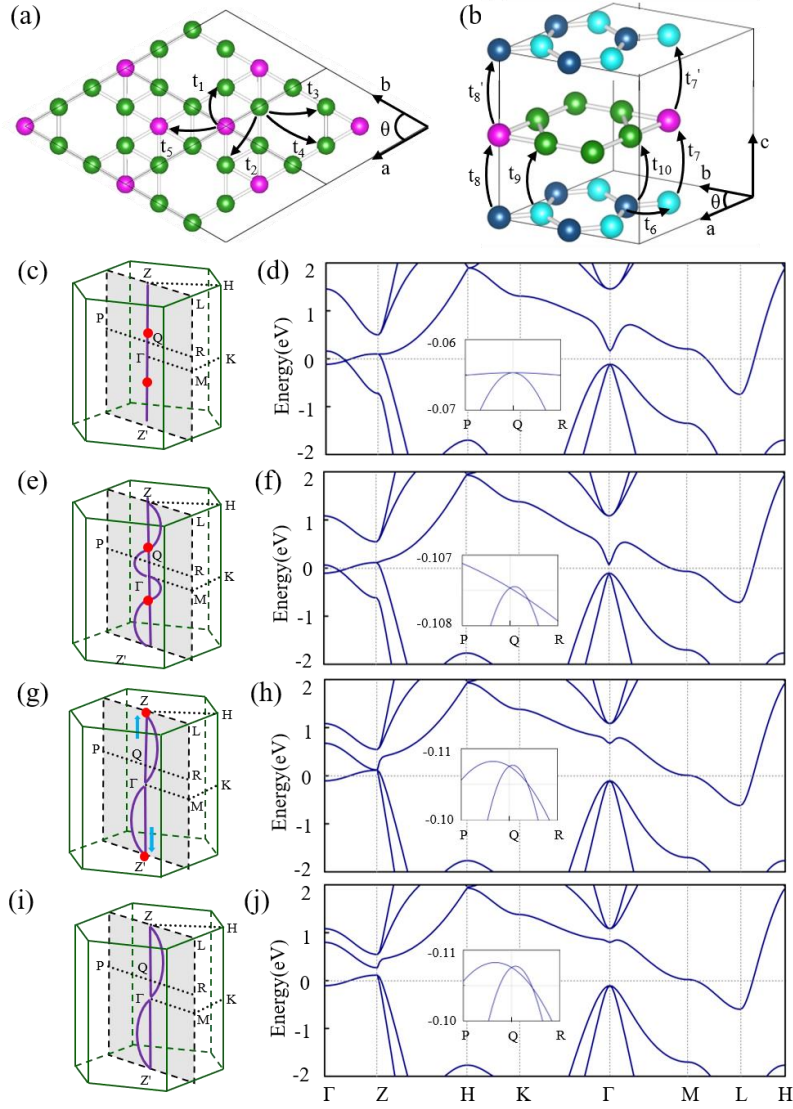 (a)
t1
t3
t5
t4
t2
b
θ
a
(b)
t8'
t7'
t8
t9
t10
t7
t6
c
b
θ
a
(c)
Z
H
L
P
Q
Γ
R
K
M
Z'
(d)
Energy(eV)
2
1
0
-1
-2
-0.06
-0.07
P Q R
(e)
Z
H
L
P
Q
Γ
R
K
M
Z'
(f)
Energy(eV)
2
1
0
-1
-2
-0.107
-0.108
P Q R
(g)
Z
H
L
P
Q
Γ
R
K
M
Z'
(h)
Energy(eV)
2
1
0
-1
-2
-0.11
-0.10
P Q R
(i)
Z
H
L
P
Q
Γ
R
K
M
Z'
(j)
Energy(eV)
2
1
0
-1
-2
-0.11
-0.10
P Q R
Γ Z H K Γ M L H